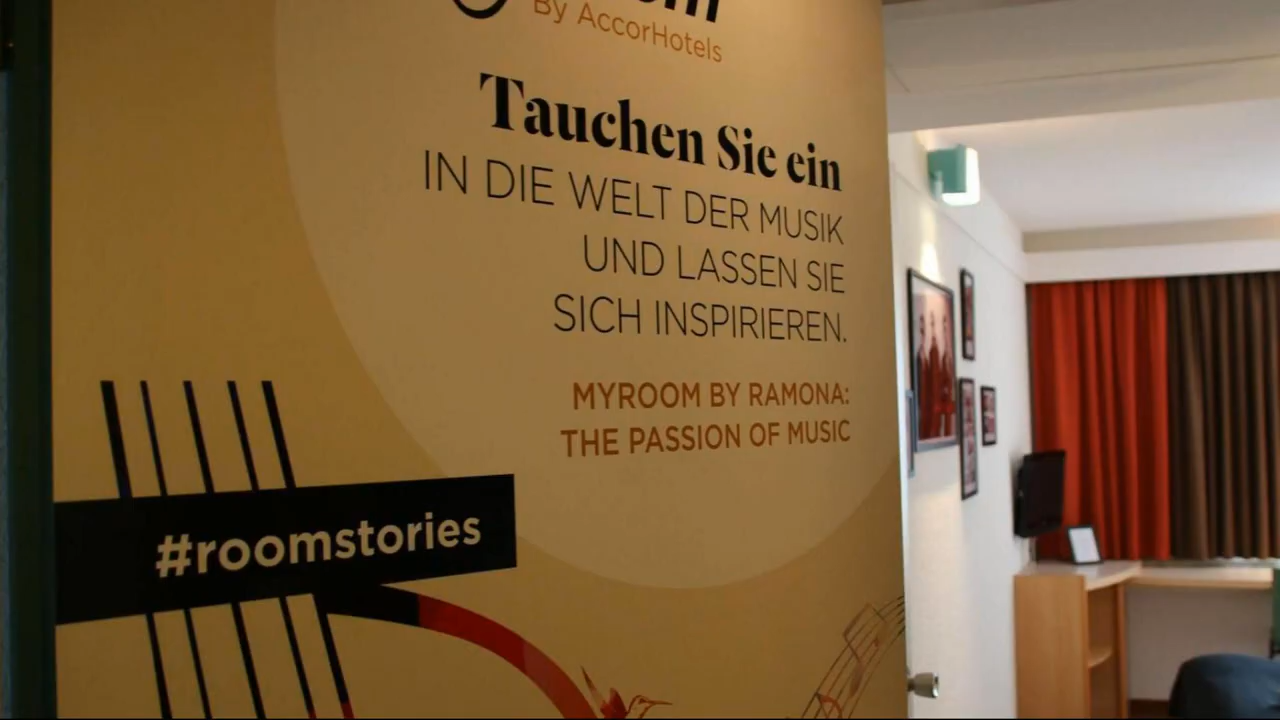 By AccorHotels
Tauchen Sie ein
IN DIE WELT DER MUSIK
UND LASSEN SIE
SICH INSPIRIEREN.
MYROOM BY RAMONA:
THE PASSION OF MUSIC
#roomstories